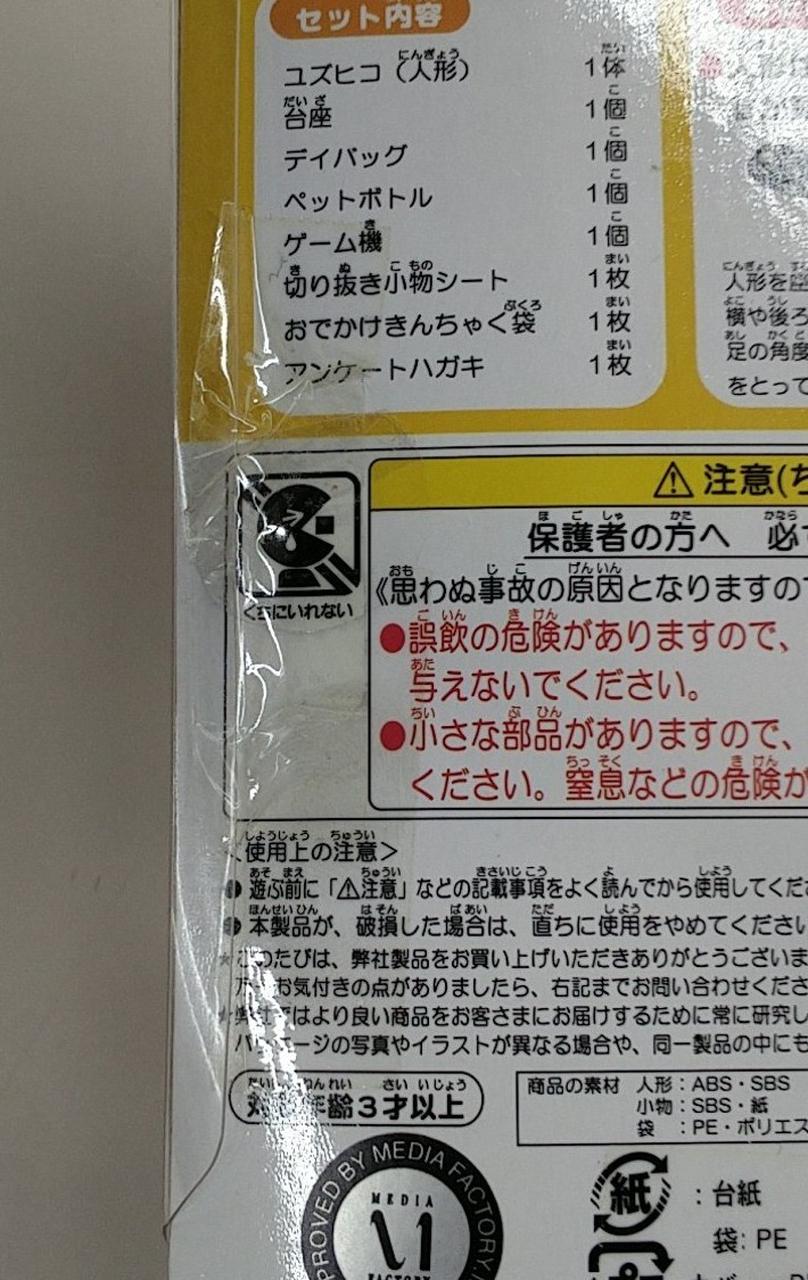 セット内容
ユズヒコ（人形） 1体
台座 1個
デイバッグ 1個
ペットボトル 1個
ゲーム機 1個
切り抜き小物シート 1枚
おでかけきんちゃく袋 1枚
アンケートハガキ 1枚
人形を
横や後ろ
足の角度
をとって
くちにいれない
⚠注意(ち
保護者の方へ 必ず
《思わぬ事故の原因となりますので
●誤飲の危険がありますので、
与えないでください。
●小さな部品がありますので、
ください。窒息などの危険が
＜使用上の注意＞
●遊ぶ前に「⚠注意」などの記載事項をよく読んでから使用してくだ
●本製品が、破損した場合は、直ちに使用をやめてください
★このたびは、弊社製品をお買い上げいただきありがとうございま
お気付きの点がありましたら、右記までお問い合わせくださ
★弊社ではより良い商品をお客さまにお届けするために常に研究し
パッケージの写真やイラストが異なる場合や、同一製品の中にも
対象年齢3才以上
商品の素材 人形：ABS・SBS
小物：SBS・紙
袋 ：PE・ポリエス
PROVED BY MEDIA FACTORY
MEDIA
FACTORY
紙 ：台紙
袋: PE